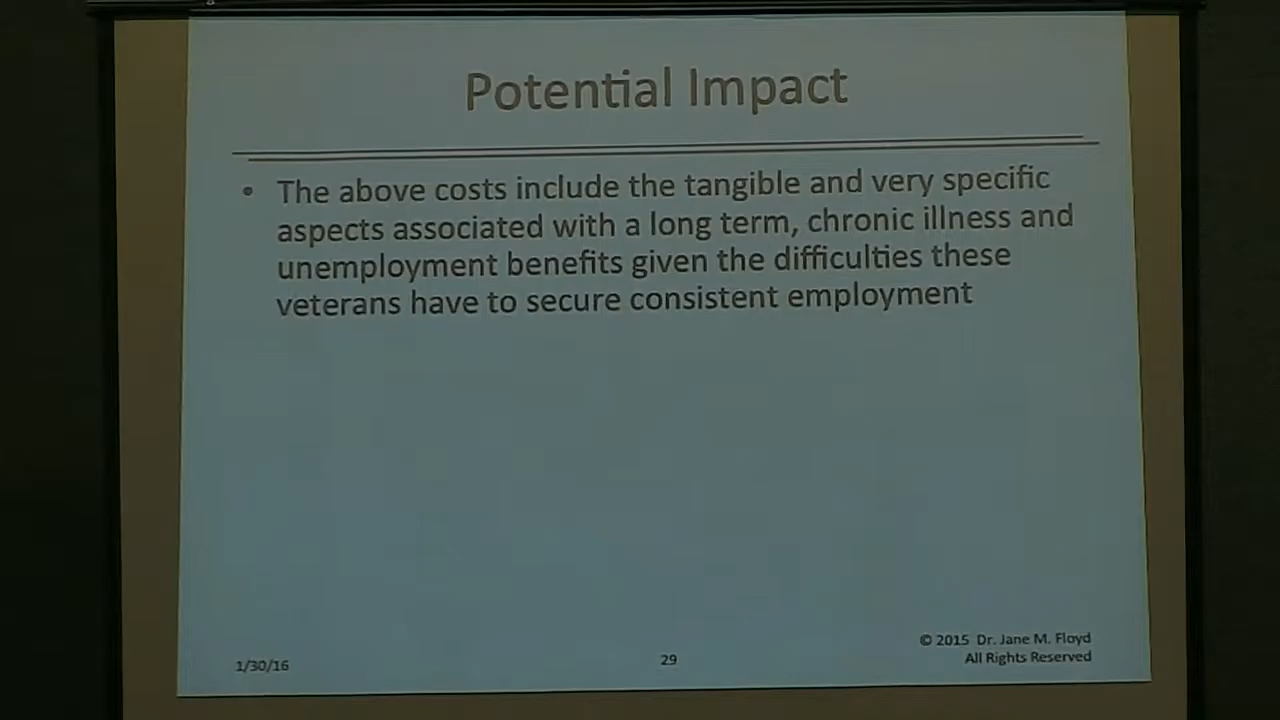 Potential Impact
• The above costs include the tangible and very specific
aspects associated with a long term, chronic illness and
unemployment benefits given the difficulties these
veterans have to secure consistent employment
1/30/16
29
© 2015 Dr. Jane M. Floyd
All Rights Reserved